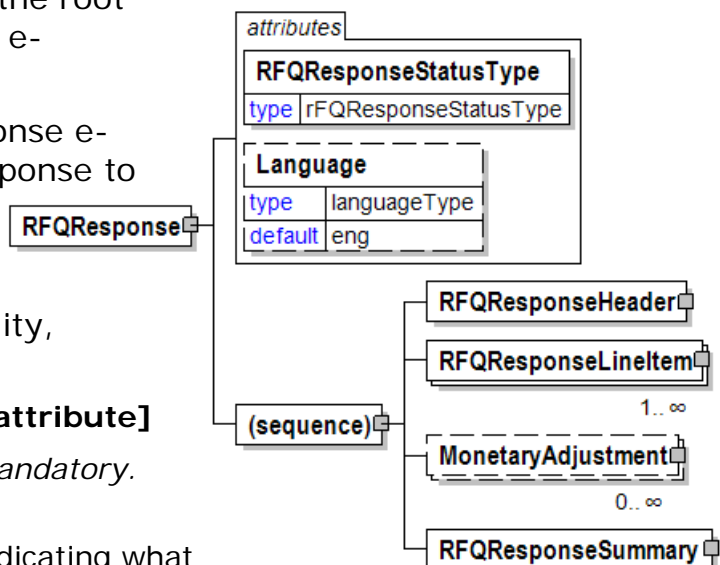 the root
e-
onse e-
ponse to
ity,
attribute]
andatory.
dicating what
attributes
RFQResponseStatusType
type rFQResponseStatusType
Language
type languageType
default eng
RFQResponse
(sequence)
RFQResponseHeader
RFQResponseLineItem
1.. ∞
MonetaryAdjustment
0.. ∞
RFQResponseSummary